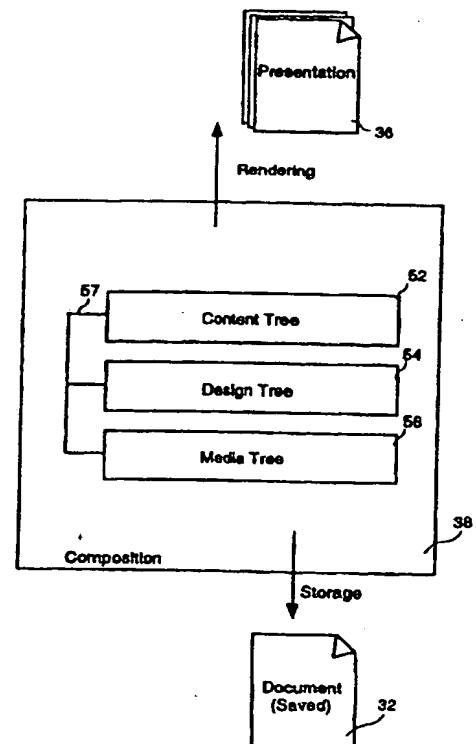 Presentation
36
Rendering
52
57
Content Tree
54
Design Tree
56
Media Tree
38
Composition
Storage
Document
(Saved)
32